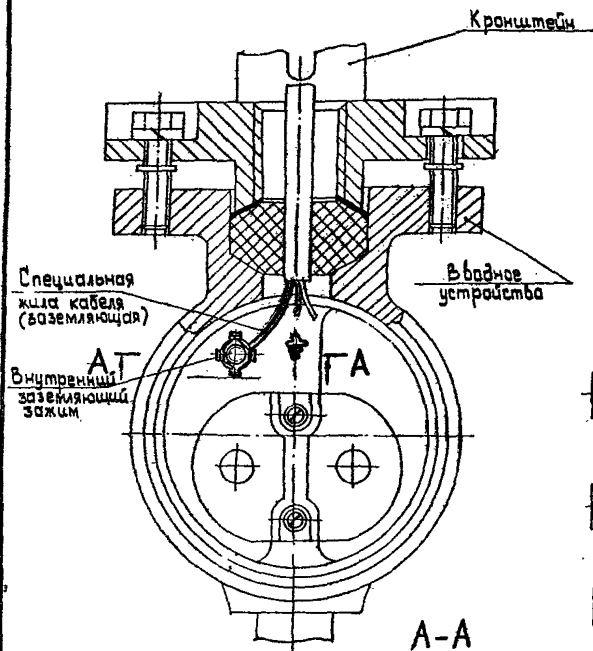 Кронштейн
Специальная
жила кабеля
(заземляющая)
Вводное
устройство
А А
Внутренний
заземляющий
зажим
А-А